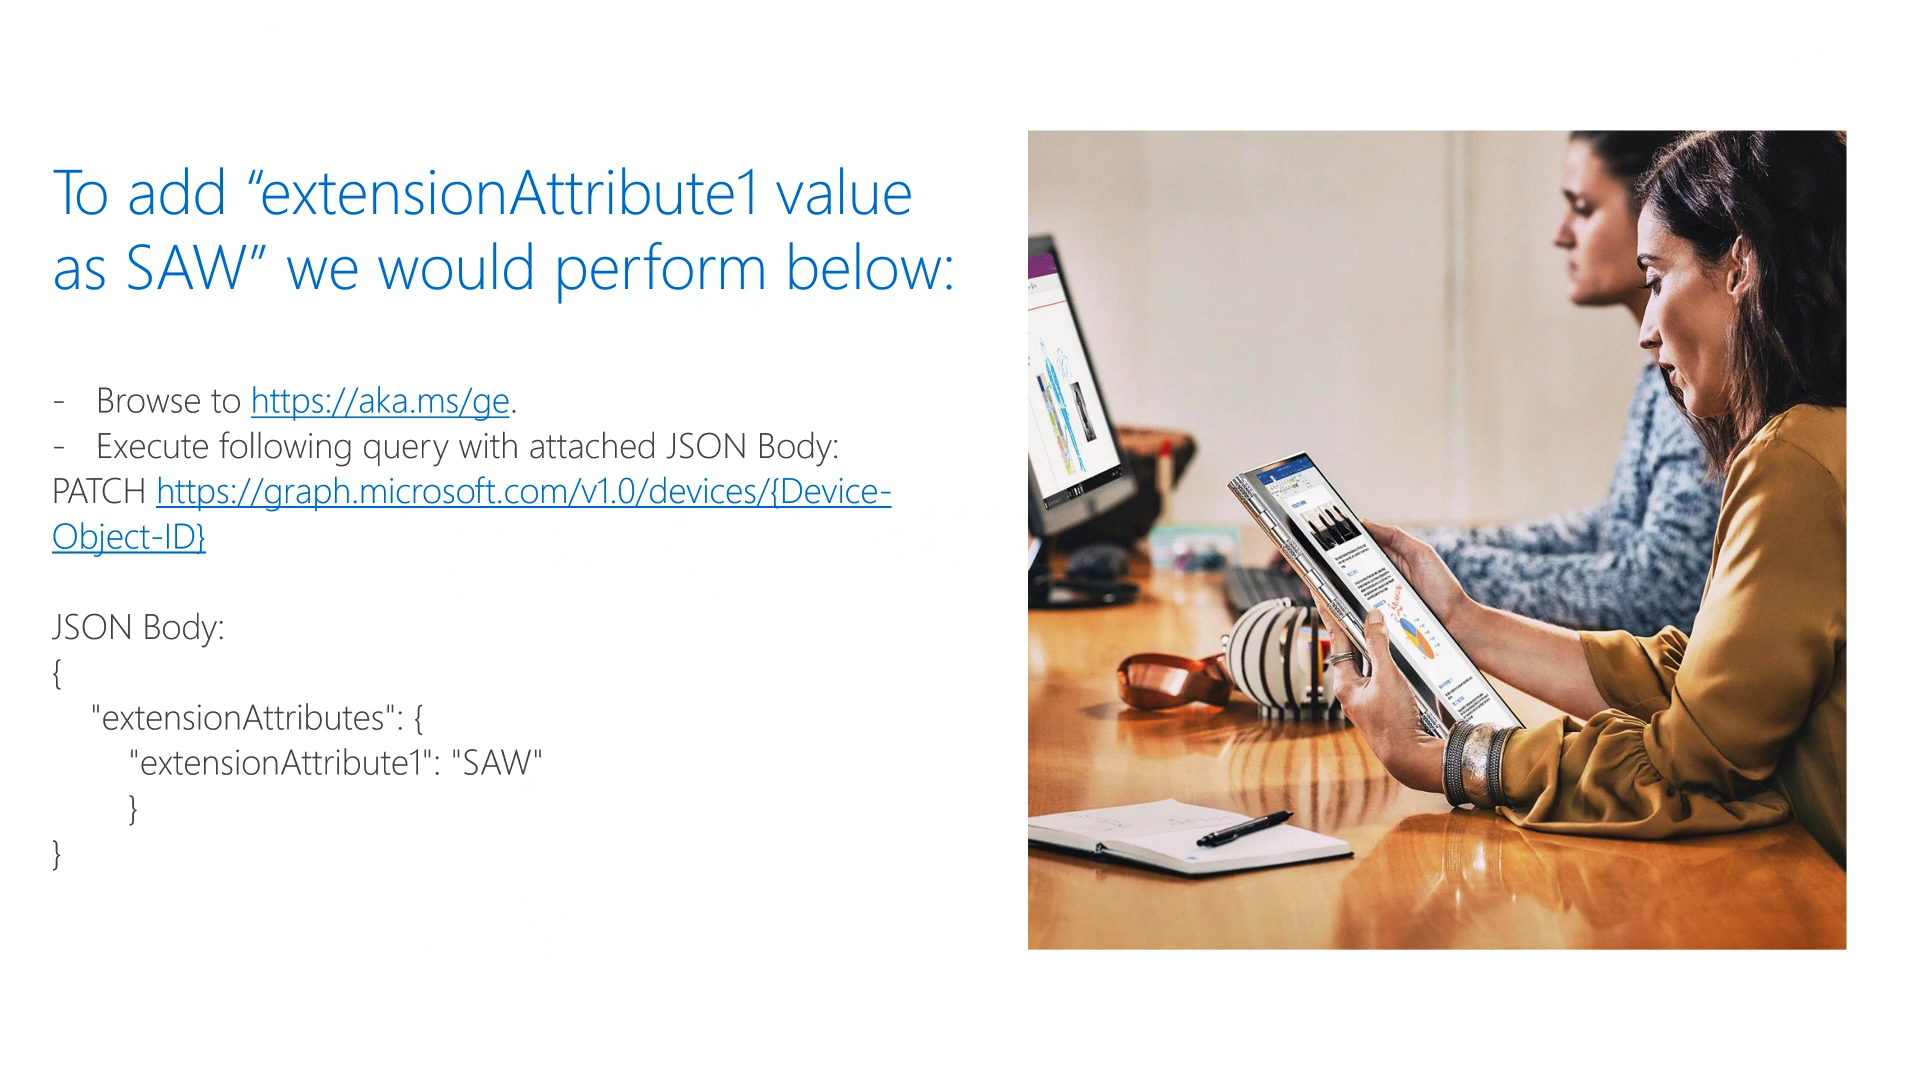 To add “extensionAttribute1 value
as SAW” we would perform below:
- Browse to https://aka.ms/ge.
- Execute following query with attached JSON Body:
PATCH https://graph.microsoft.com/v1.0/devices/{Device-
Object-ID}
JSON Body:
{
"extensionAttributes": {
"extensionAttribute1": "SAW"
}
}